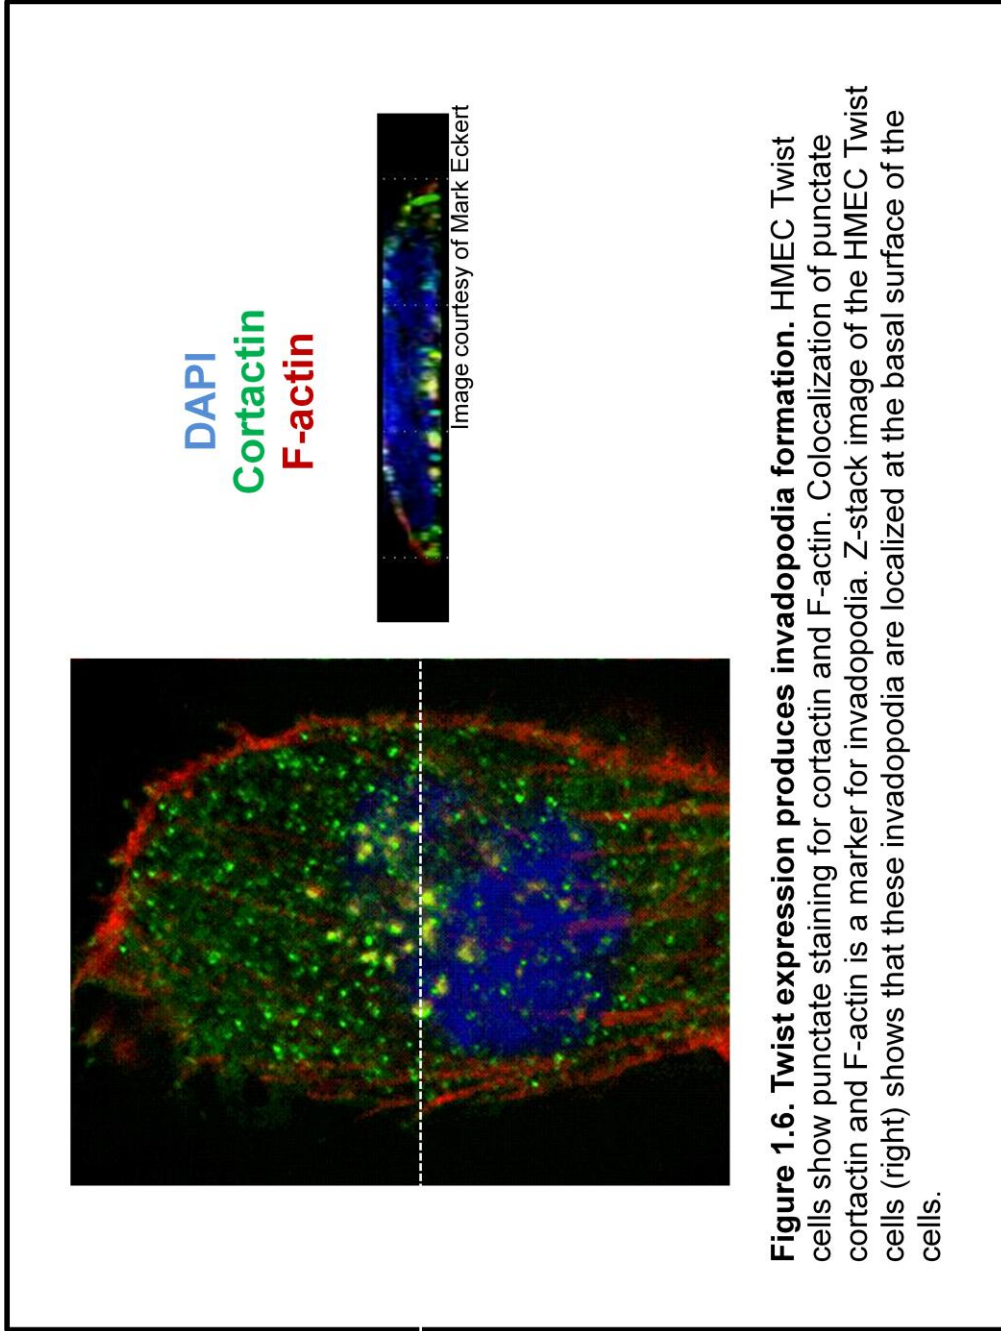 DAPI
Cortactin
F-actin
Image courtesy of Mark Eckert
Figure 1.6. Twist expression produces invadopodia formation. HMEC Twist
cells show punctate staining for cortactin and F-actin. Colocalization of punctate
cortactin and F-actin is a marker for invadopodia. Z-stack image of the HMEC Twist
cells (right) shows that these invadopodia are localized at the basal surface of the
cells.